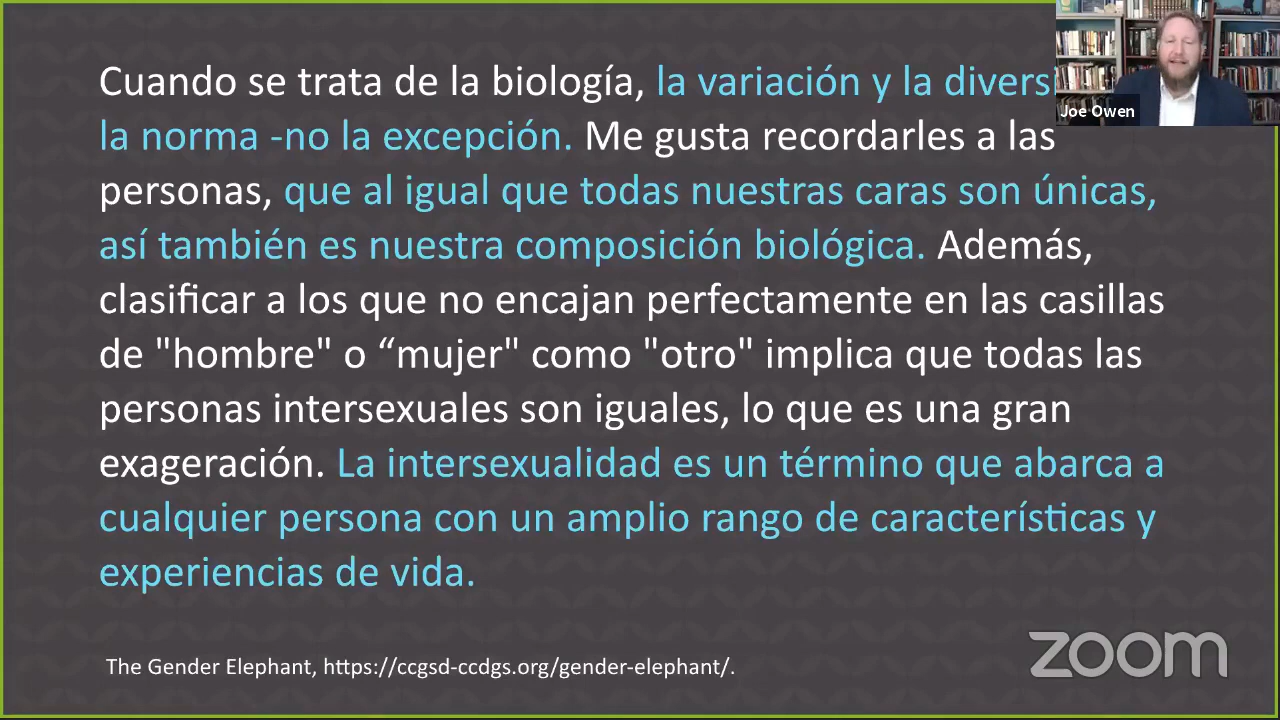 Cuando se trata de la biología, la variación y la
la norma -no la excepción. Me gusta recordarles a las
personas, que al igual que todas nuestras caras son únicas,
así también es nuestra composición biológica. Además,
clasificar a los que no encajan perfectamente en las casillas
de "hombre" o “mujer" como "otro" implica que todas las
personas intersexuales son iguales, lo que es una gran
exageración. La intersexualidad es un término que abarca a
cualquier persona con un amplio rango de características y
experiencias de vida.
The Gender Elephant, https://ccgsd-ccdgs.org/gender-elephant/.
Joe Owen
zoom